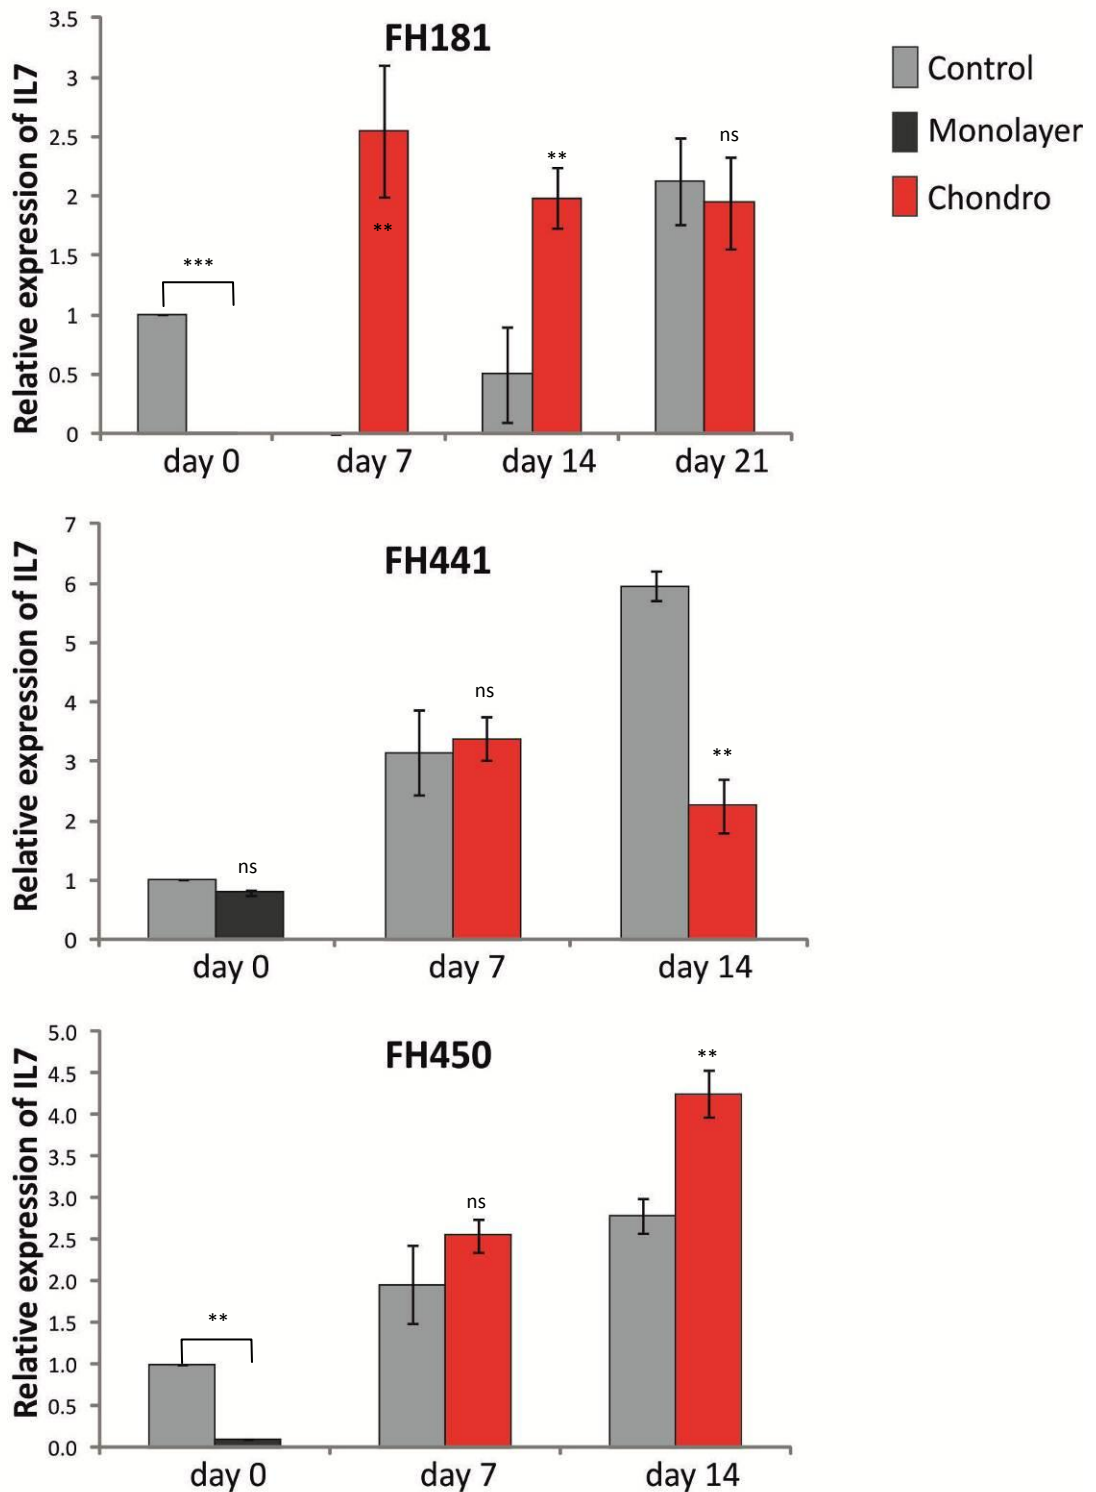 FH181
Control
Monolayer
Chondro
Relative expression of IL7
3.5
3
2.5
2
1.5
1
0.5
0
***
**
**
ns
day 0
day 7
day 14
day 21
FH441
Relative expression of IL7
7
6
5
4
3
2
1
0
ns
ns
**
day 0
day 7
day 14
FH450
Relative expression of IL7
5.0
4.5
4.0
3.5
3.0
2.5
2.0
1.5
1.0
0.5
0.0
**
ns
**
day 0
day 7
day 14